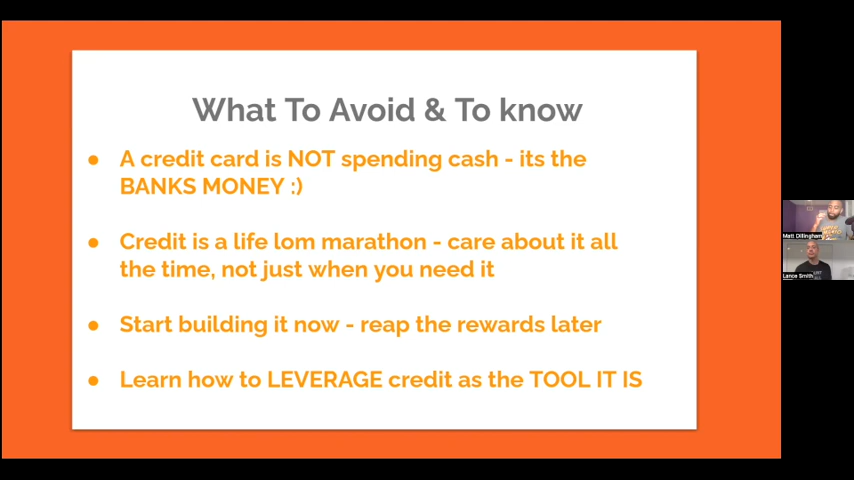 What To Avoid & To know
● A credit card is NOT spending cash - its the
BANKS MONEY :)
● Credit is a life lom marathon - care about it all
the time, not just when you need it
● Start building it now - reap the rewards later
● Learn how to LEVERAGE credit as the TOOL IT IS
Matt Dillingham
Lance Smith